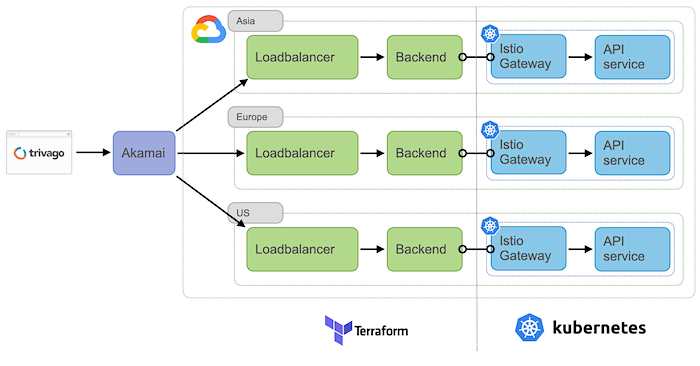 trivago
Akamai
Asia
Loadbalancer
Backend
Istio
Gateway
API
service
Europe
Loadbalancer
Backend
Istio
Gateway
API
service
US
Loadbalancer
Backend
Istio
Gateway
API
service
Terraform
kubernetes